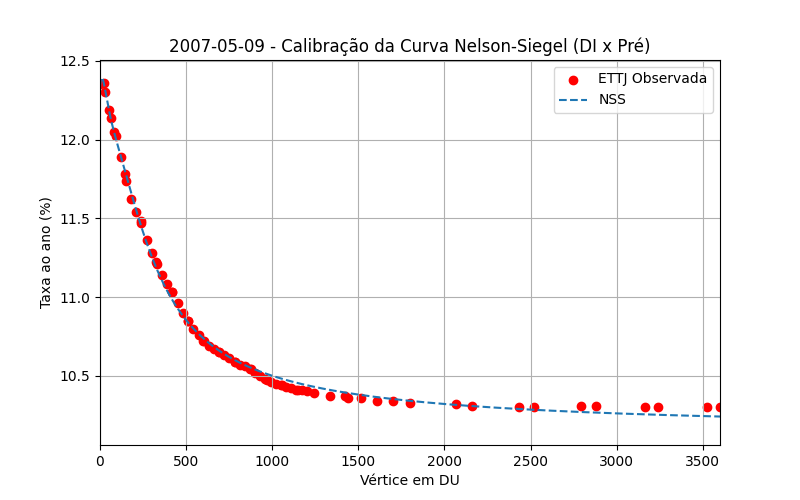 2007-05-09 - Calibração da Curva Nelson-Siegel (DI x Pré)
12.5
12.0
11.5
11.0
10.5
Taxa ao ano (%)
ETTJ Observada
NSS
0 500 1000 1500 2000 2500 3000 3500
Vértice em DU